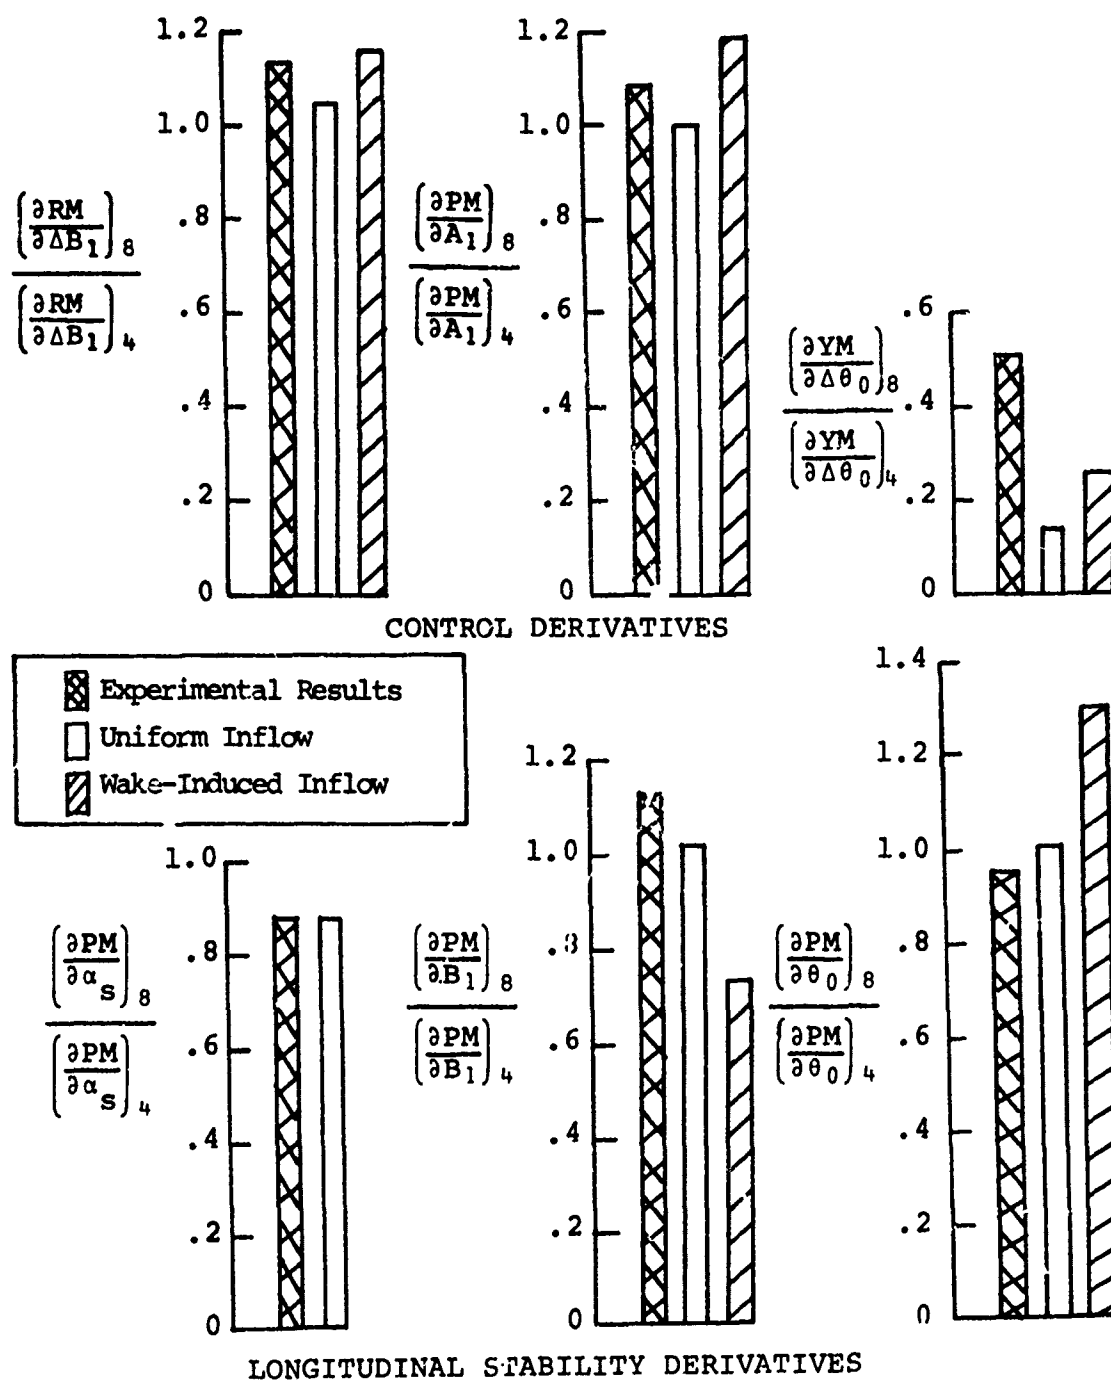 1.2
1.0
.8
.6
.4
.2
0
(∂RM/∂ΔB₁)₈
(∂RM/∂ΔB₁)₄
1.2
1.0
.8
.6
.4
.2
0
(∂PM/∂A₁)₈
(∂PM/∂A₁)₄
.6
.4
.2
0
(∂YM/∂Δθ₀)₈
(∂YM/∂Δθ₀)₄
CONTROL DERIVATIVES
Experimental Results
Uniform Inflow
Wake-Induced Inflow
1.0
.8
.6
.4
.2
0
(∂PM/∂α_s)₈
(∂PM/∂α_s)₄
1.2
1.0
.8
.6
.4
.2
0
(∂PM/∂B₁)₈
(∂PM/∂B₁)₄
1.4
1.2
1.0
.8
.6
.4
.2
0
(∂PM/∂θ₀)₈
(∂PM/∂θ₀)₄
LONGITUDINAL STABILITY DERIVATIVES